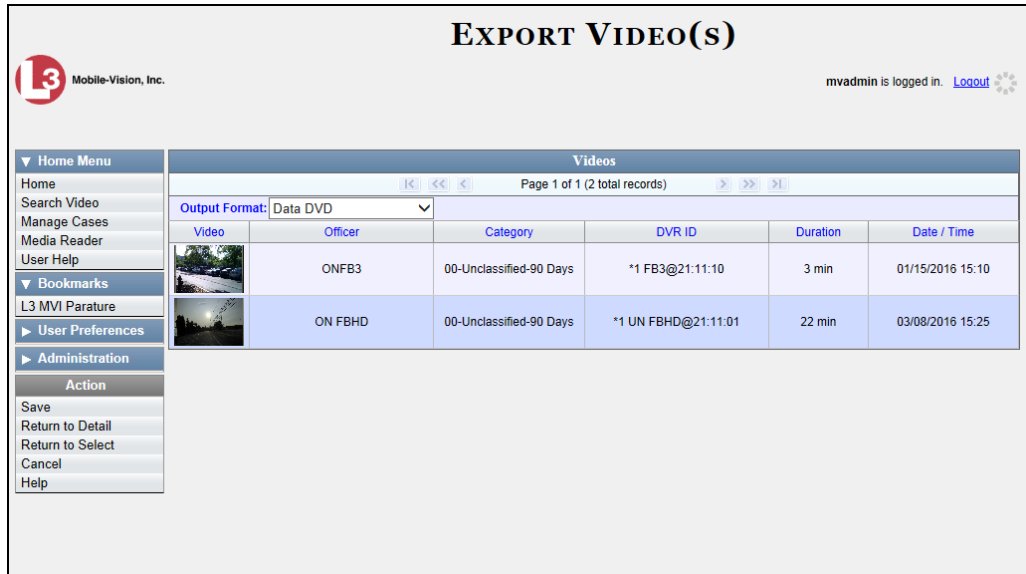 EXPORT VIDEO(S)
L3 Mobile-Vision, Inc.
mvadmin is logged in. Logout
▼ Home Menu
Home
Search Video
Manage Cases
Media Reader
User Help
▼ Bookmarks
L3 MVI Parature
▶ User Preferences
▶ Administration
Action
Save
Return to Detail
Return to Select
Cancel
Help
Videos
Page 1 of 1 (2 total records)
Output Format: Data DVD
Video Officer Category DVR ID Duration Date / Time
ONFB3 00-Unclassified-90 Days *1 FB3@21:11:10 3 min 01/15/2016 15:10
ON FBHD 00-Unclassified-90 Days *1 UN FBHD@21:11:01 22 min 03/08/2016 15:25